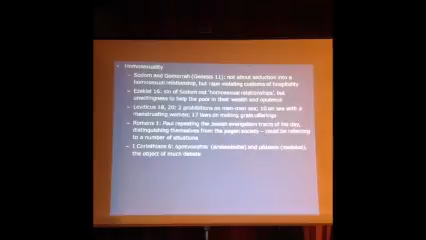 • Homosexuality
– Sodom and Gomorrah (Genesis 11): not about seduction into a
homosexual relationship, but rape violating customs of hospitality
– Ezekiel 16: sin of Sodom not 'homosexual relationships', but
unwillingness to help the poor in their wealth and opulence
– Leviticus 18, 20: 2 prohibitions on man-man sex; 10 on sex with a
menstruating woman; 17 laws on making grain offerings
– Romans 1: Paul repeating the Jewish evangelism tracts of his day,
distinguishing themselves from the pagan society – could be referring
to a number of situations
– I Corinthians 6: and
the object of much debate